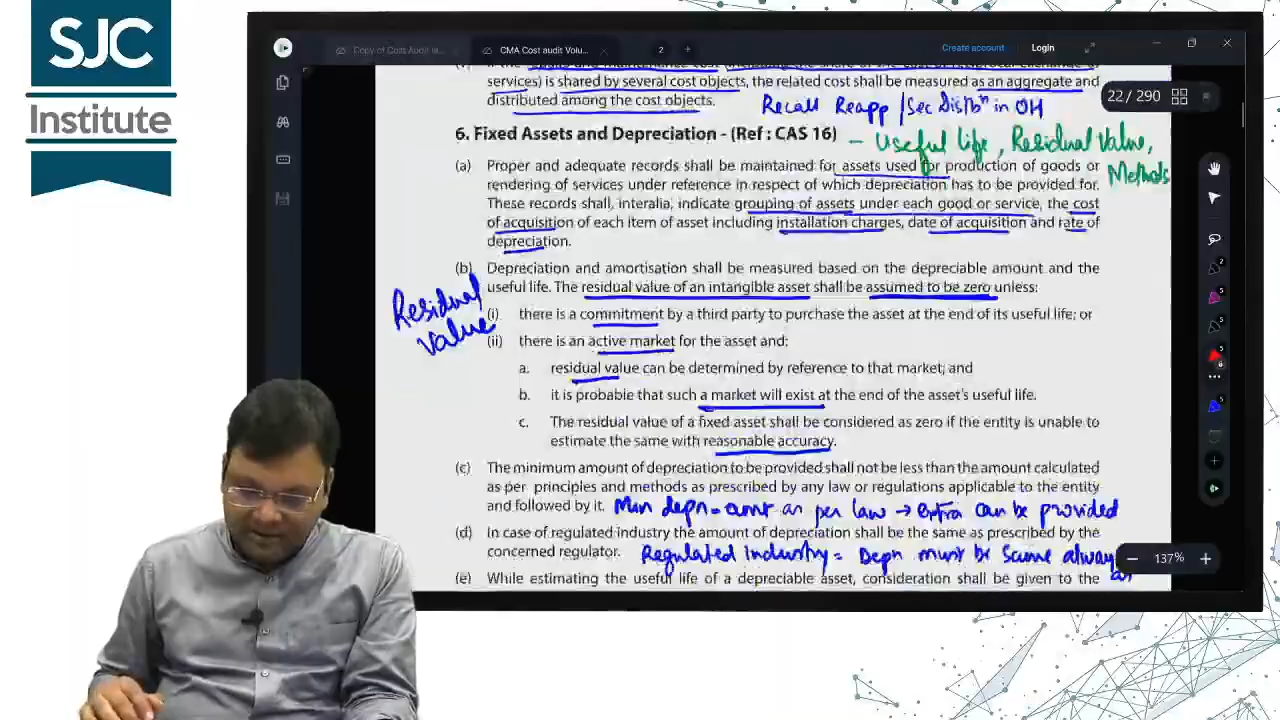 SJC
Institute
Copy of Cost Audit la...
CMA Cost audit Volu...
2
Create account
Login
22 / 290
services) is shared by several cost objects, the related cost shall be measured as an aggregate and
distributed among the cost objects.
Recall Reapp / Sec Distbn in OH
6. Fixed Assets and Depreciation - (Ref : CAS 16)
- Useful life, Residual Value,
Methods
(a) Proper and adequate records shall be maintained for assets used for production of goods or
rendering of services under reference in respect of which depreciation has to be provided for.
These records shall, interalia, indicate grouping of assets under each good or service, the cost
of acquisition of each item of asset including installation charges, date of acquisition and rate of
depreciation.
(b) Depreciation and amortisation shall be measured based on the depreciable amount and the
useful life. The residual value of an intangible asset shall be assumed to be zero unless:
Residual
value
(i) there is a commitment by a third party to purchase the asset at the end of its useful life; or
(ii) there is an active market for the asset and;
a. residual value can be determined by reference to that market; and
b. it is probable that such a market will exist at the end of the asset's useful life.
c. The residual value of a fixed asset shall be considered as zero if the entity is unable to
estimate the same with reasonable accuracy.
(c) The minimum amount of depreciation to be provided shall not be less than the amount calculated
as per principles and methods as prescribed by any law or regulations applicable to the entity
and followed by it.
Min depn = amt as per law → extra can be provided
(d) In case of regulated industry the amount of depreciation shall be the same as prescribed by the
concerned regulator.
Regulated Industry = Depn must be same always
(e) While estimating the useful life of a depreciable asset, consideration shall be given to the
137%